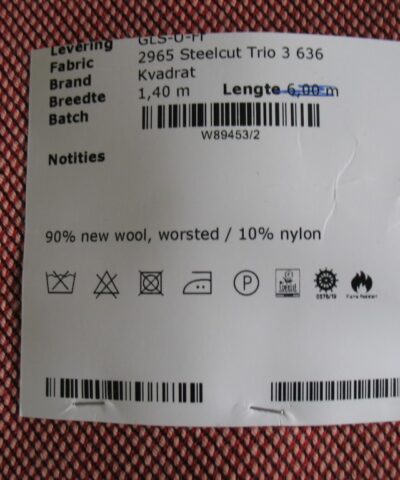 Levering GLS-U-Fr
Fabric 2965 Steelcut Trio 3 636
Brand Kvadrat
Breedte 1,40 m Lengte 6,00 m
Batch
W89453/2
Notities
90% new wool, worsted / 10% nylon
P